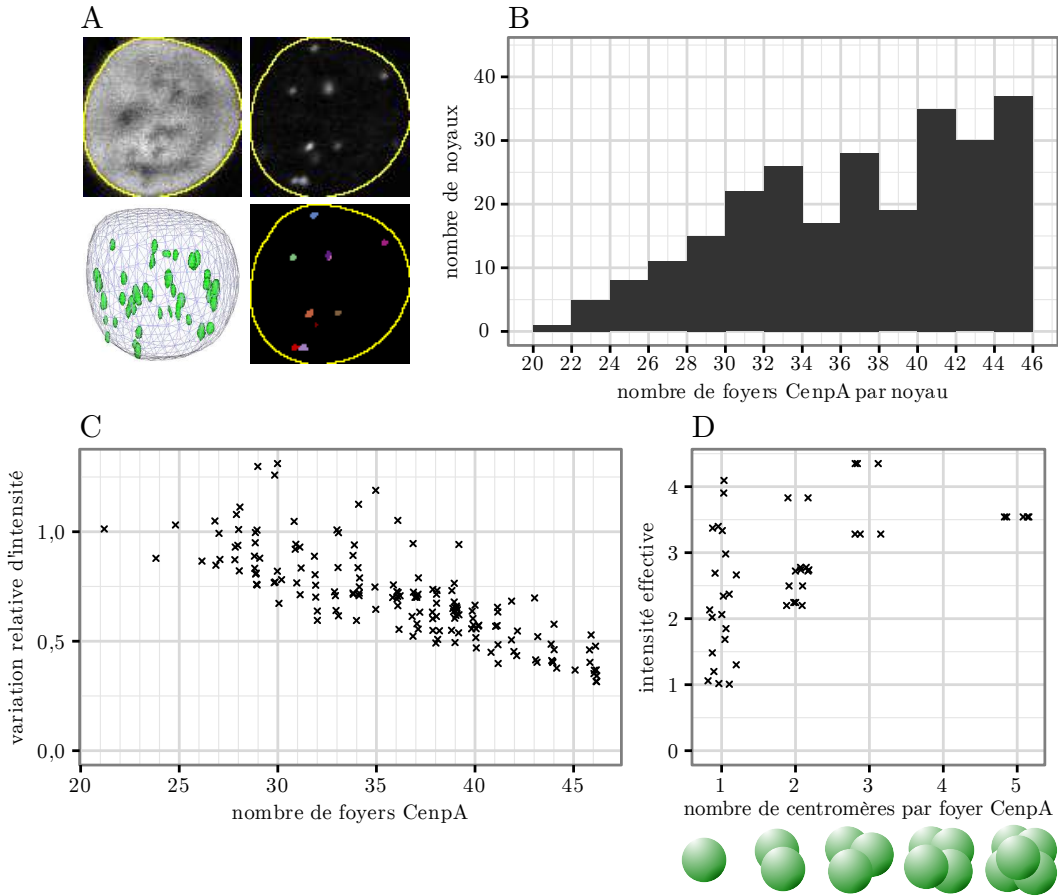 A
B
40
30
20
10
0
nombre de noyaux
20 22 24 26 28 30 32 34 36 38 40 42 44 46
nombre de foyers CenpA par noyau
C
1,0
0,5
0,0
variation relative d'intensité
20 25 30 35 40 45
nombre de foyers CenpA
D
4
3
2
1
0
intensité effective
1 2 3 4 5
nombre de centromères par foyer CenpA